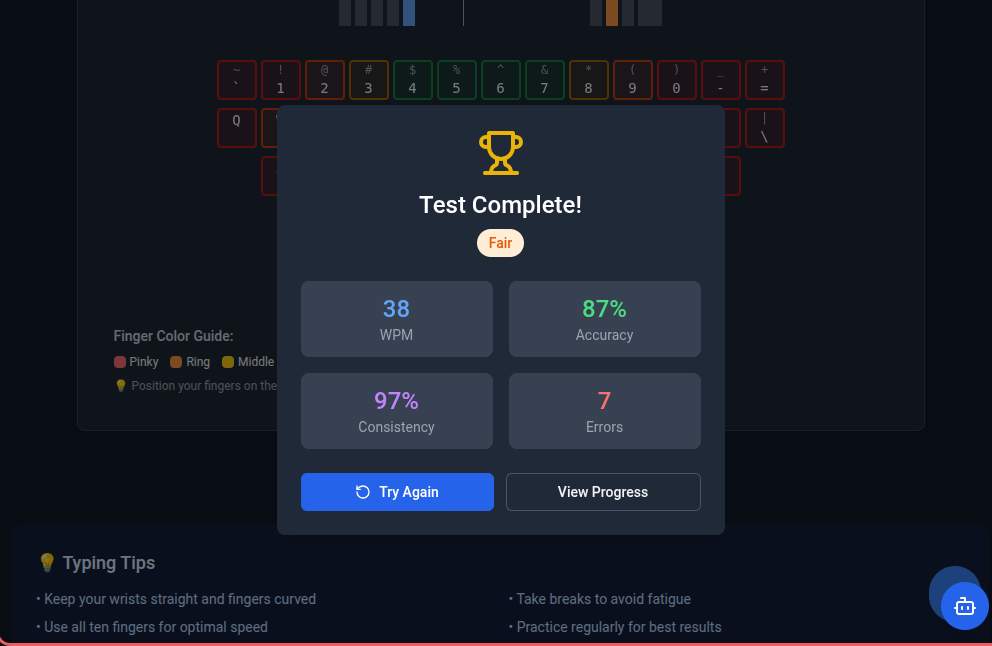 ~ ! @ # $ % ^ & * ( ) _ +
` 1 2 3 4 5 6 7 8 9 0 - =
Q |
\
Test Complete!
Fair
38 87%
WPM Accuracy
97% 7
Consistency Errors
Try Again View Progress
Finger Color Guide:
Pinky Ring Middle
💡 Position your fingers on the
💡 Typing Tips
• Keep your wrists straight and fingers curved
• Take breaks to avoid fatigue
• Use all ten fingers for optimal speed
• Practice regularly for best results